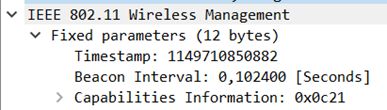 IEEE 802.11 Wireless Management
Fixed parameters (12 bytes)
Timestamp: 1149710850882
Beacon Interval: 0,102400 [Seconds]
Capabilities Information: 0x0c21